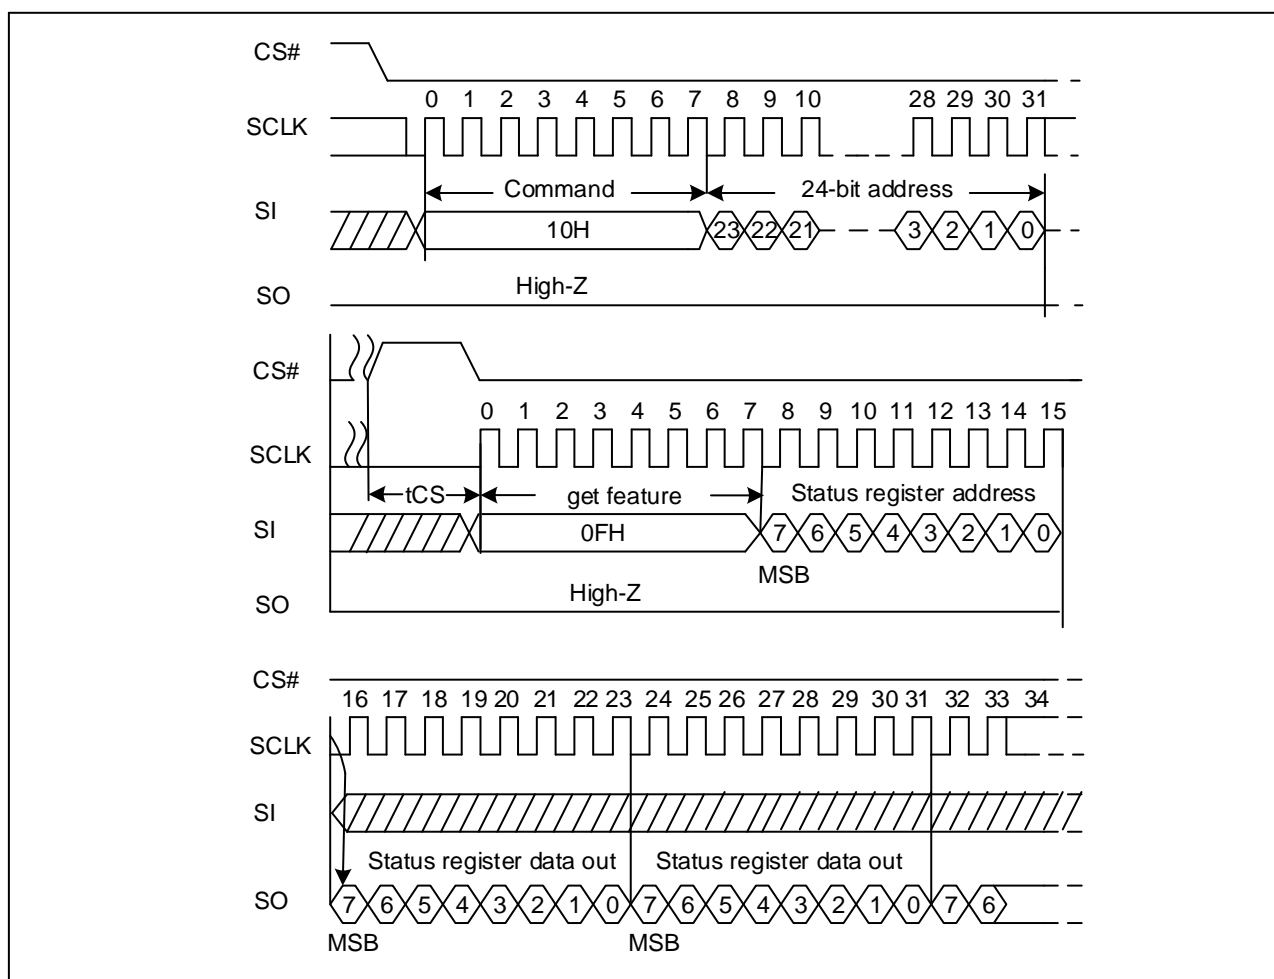 CS#
0 1 2 3 4 5 6 7 8 9 10 28 29 30 31
SCLK
Command 24-bit address
SI
10H 23 22 21 3 2 1 0
High-Z
SO
CS#
0 1 2 3 4 5 6 7 8 9 10 11 12 13 14 15
SCLK
tCS get feature Status register address
SI 0FH 7 6 5 4 3 2 1 0
MSB
High-Z
SO
CS#
16 17 18 19 20 21 22 23 24 25 26 27 28 29 30 31 32 33 34
SCLK
SI
Status register data out Status register data out
SO 7 6 5 4 3 2 1 0 7 6 5 4 3 2 1 0 7 6
MSB MSB